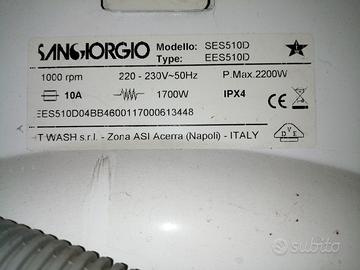 SANGIORGIO Modello: SES510D
Type: EES510D
1000 rpm 220 - 230V~50Hz P.Max.2200W
10A 1700W IPX4
EES510D04BB4600117000613448
T WASH s.r.l. - Zona ASI Acerra (Napoli) - ITALY
CE
D V E
subito